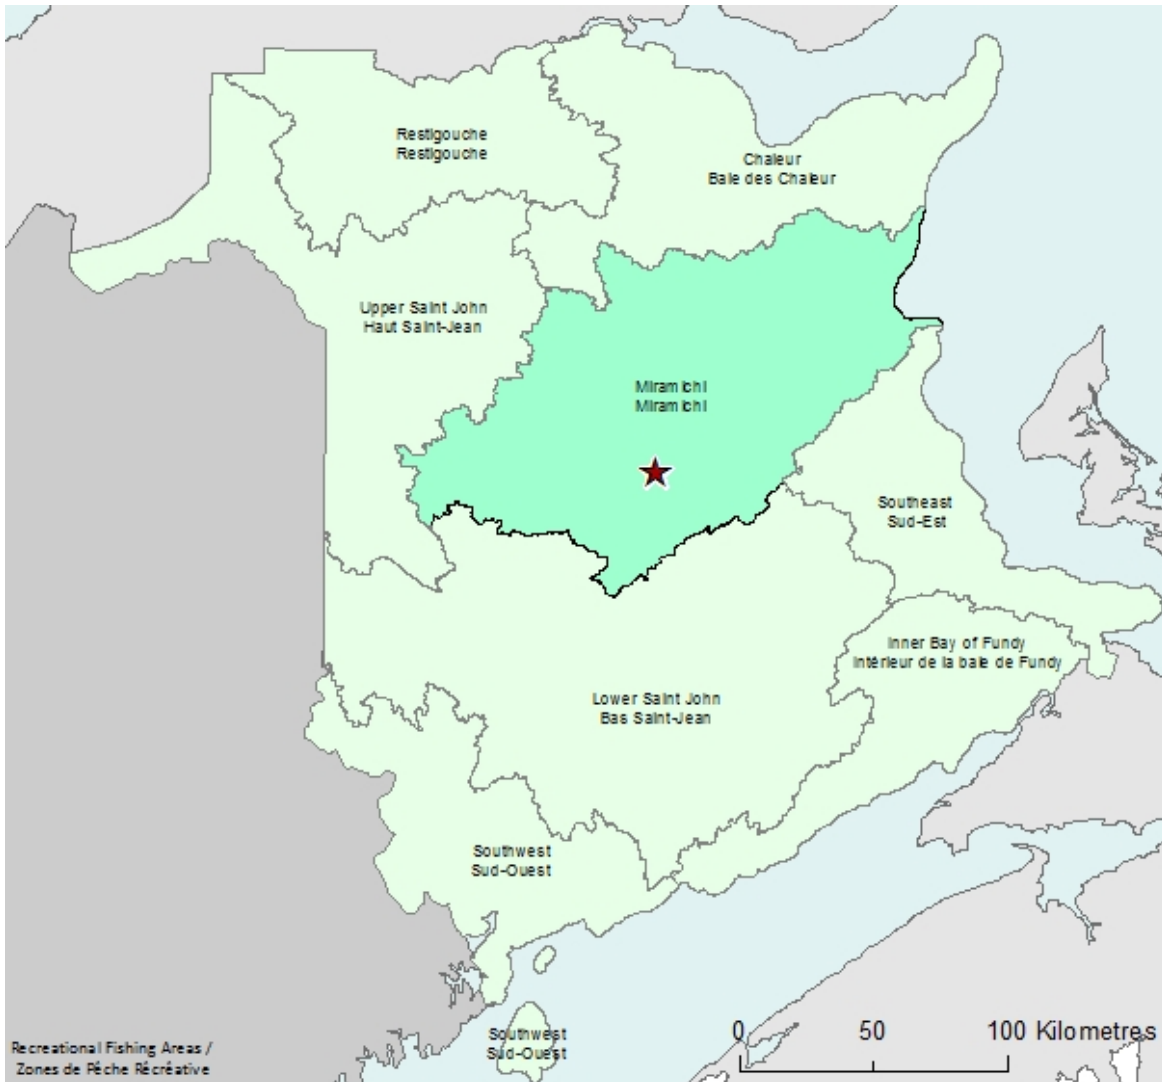 Restigouche
Restigouche
Chaleur
Baie des Chaleur
Upper Saint John
Haut Saint-Jean
Miramichi
Miramichi
Southeast
Sud-Est
Inner Bay of Fundy
Intérieur de la baie de Fundy
Lower Saint John
Bas Saint-Jean
Southwest
Sud-Ouest
Southwest
Sud-Ouest
0 50 100 Kilometres
Recreational Fishing Areas /
Zones de Pêche Récréative